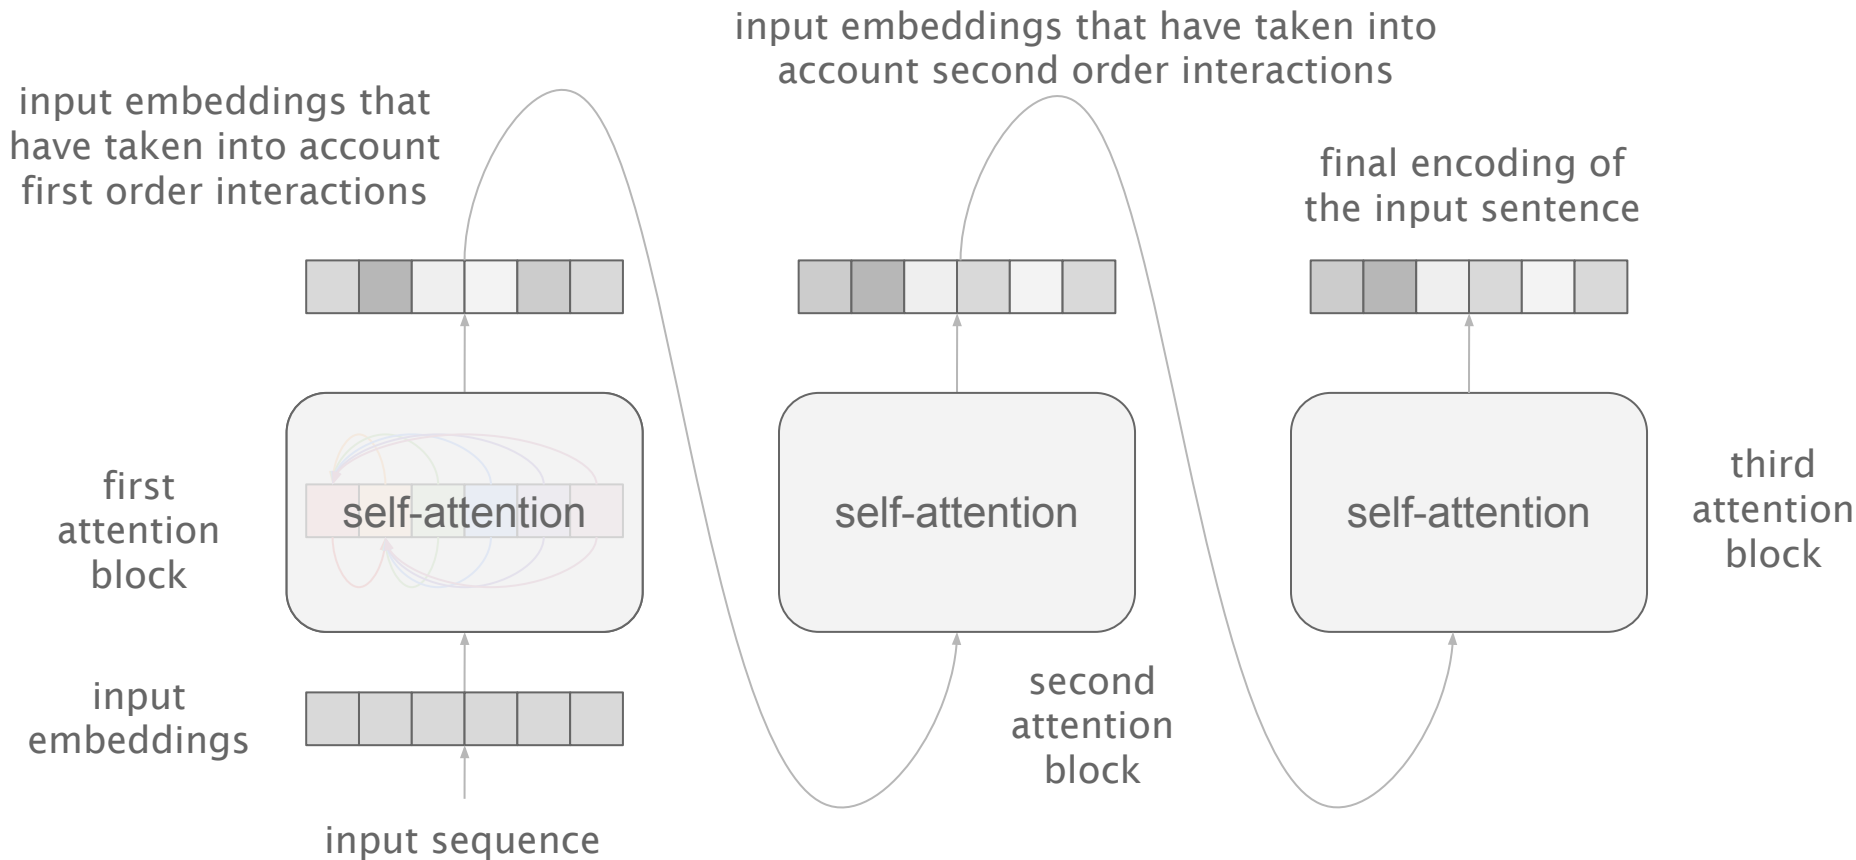 input embeddings that have taken into
account second order interactions
input embeddings that
have taken into account
first order interactions
final encoding of
the input sentence
first
attention
block
self-attention
self-attention
self-attention
third
attention
block
input
embeddings
second
attention
block
input sequence